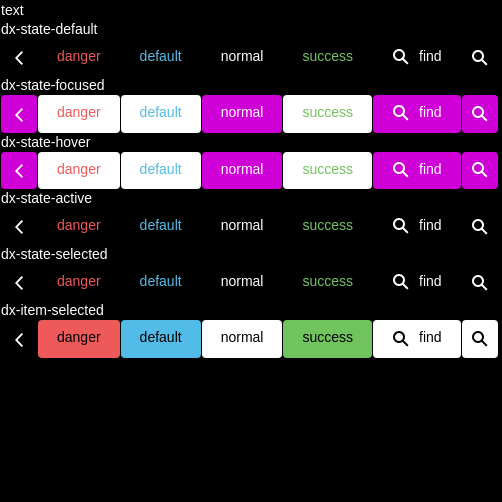 text
dx-state-default
danger default normal success find
dx-state-focused
danger default normal success find
dx-state-hover
danger default normal success find
dx-state-active
danger default normal success find
dx-state-selected
danger default normal success find
dx-item-selected
danger default normal success find